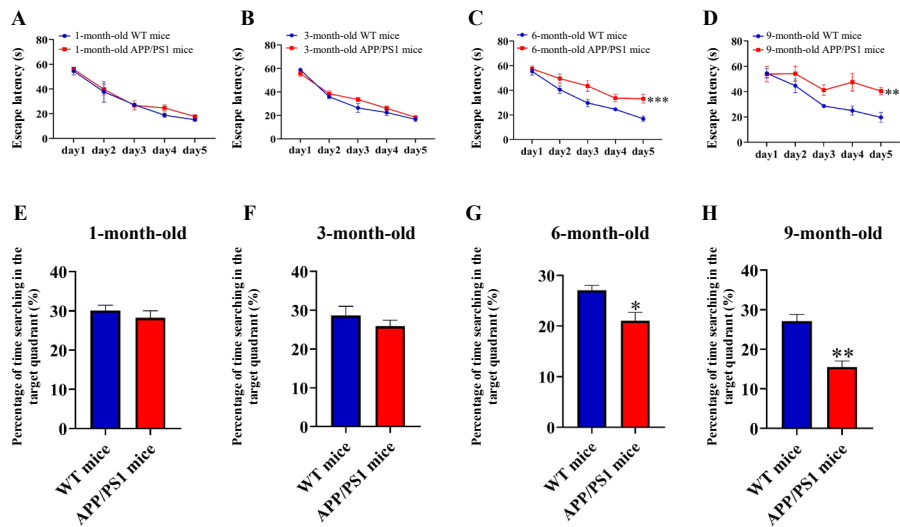 A
1-month-old WT mice
1-month-old APP/PS1 mice
Escape latency (s)
80
60
40
20
0
day1 day2 day3 day4 day5
B
3-month-old WT mice
3-month-old APP/PS1 mice
Escape latency (s)
80
60
40
20
0
day1 day2 day3 day4 day5
C
6-month-old WT mice
6-month-old APP/PS1 mice
Escape latency (s)
80
60
40
20
0
***
day1 day2 day3 day4 day5
D
9-month-old WT mice
9-month-old APP/PS1 mice
Escape latency (s)
80
60
40
20
0
**
day1 day2 day3 day4 day5
E
1-month-old
Percentage of time searching in the
target quadrant (%)
40
30
20
10
0
WT mice
APP/PS1 mice
F
3-month-old
Percentage of time searching in the
target quadrant (%)
40
30
20
10
0
WT mice
APP/PS1 mice
G
6-month-old
Percentage of time searching in the
target quadrant (%)
30
20
10
0
*
WT mice
APP/PS1 mice
H
9-month-old
Percentage of time searching in the
target quadrant (%)
40
30
20
10
0
**
WT mice
APP/PS1 mice